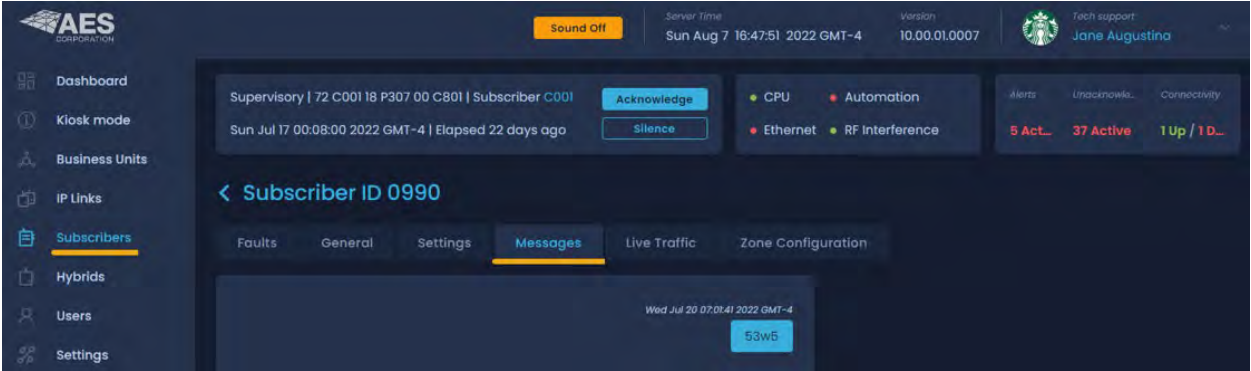 AES
CORPORATION
Sound Off
Server Time
Sun Aug 7 16:47:51 2022 GMT-4
Version
10.00.01.0007
Tech support
Jane Augustina
Dashboard
Kiosk mode
Business Units
IP Links
Subscribers
Hybrids
Users
Settings
Supervisory | 72 C001 18 P307 00 C801 | Subscriber C001
Acknowledge
Sun Jul 17 00:08:00 2022 GMT-4 | Elapsed 22 days ago
Silence
CPU
Automation
Ethernet
RF Interference
Alerts
Unacknowle...
Connectivity
5 Act...
37 Active
1 Up / 1 D...
Subscriber ID 0990
Faults
General
Settings
Messages
Live Traffic
Zone Configuration
Wed Jul 20 07:01:41 2022 GMT-4
53w5